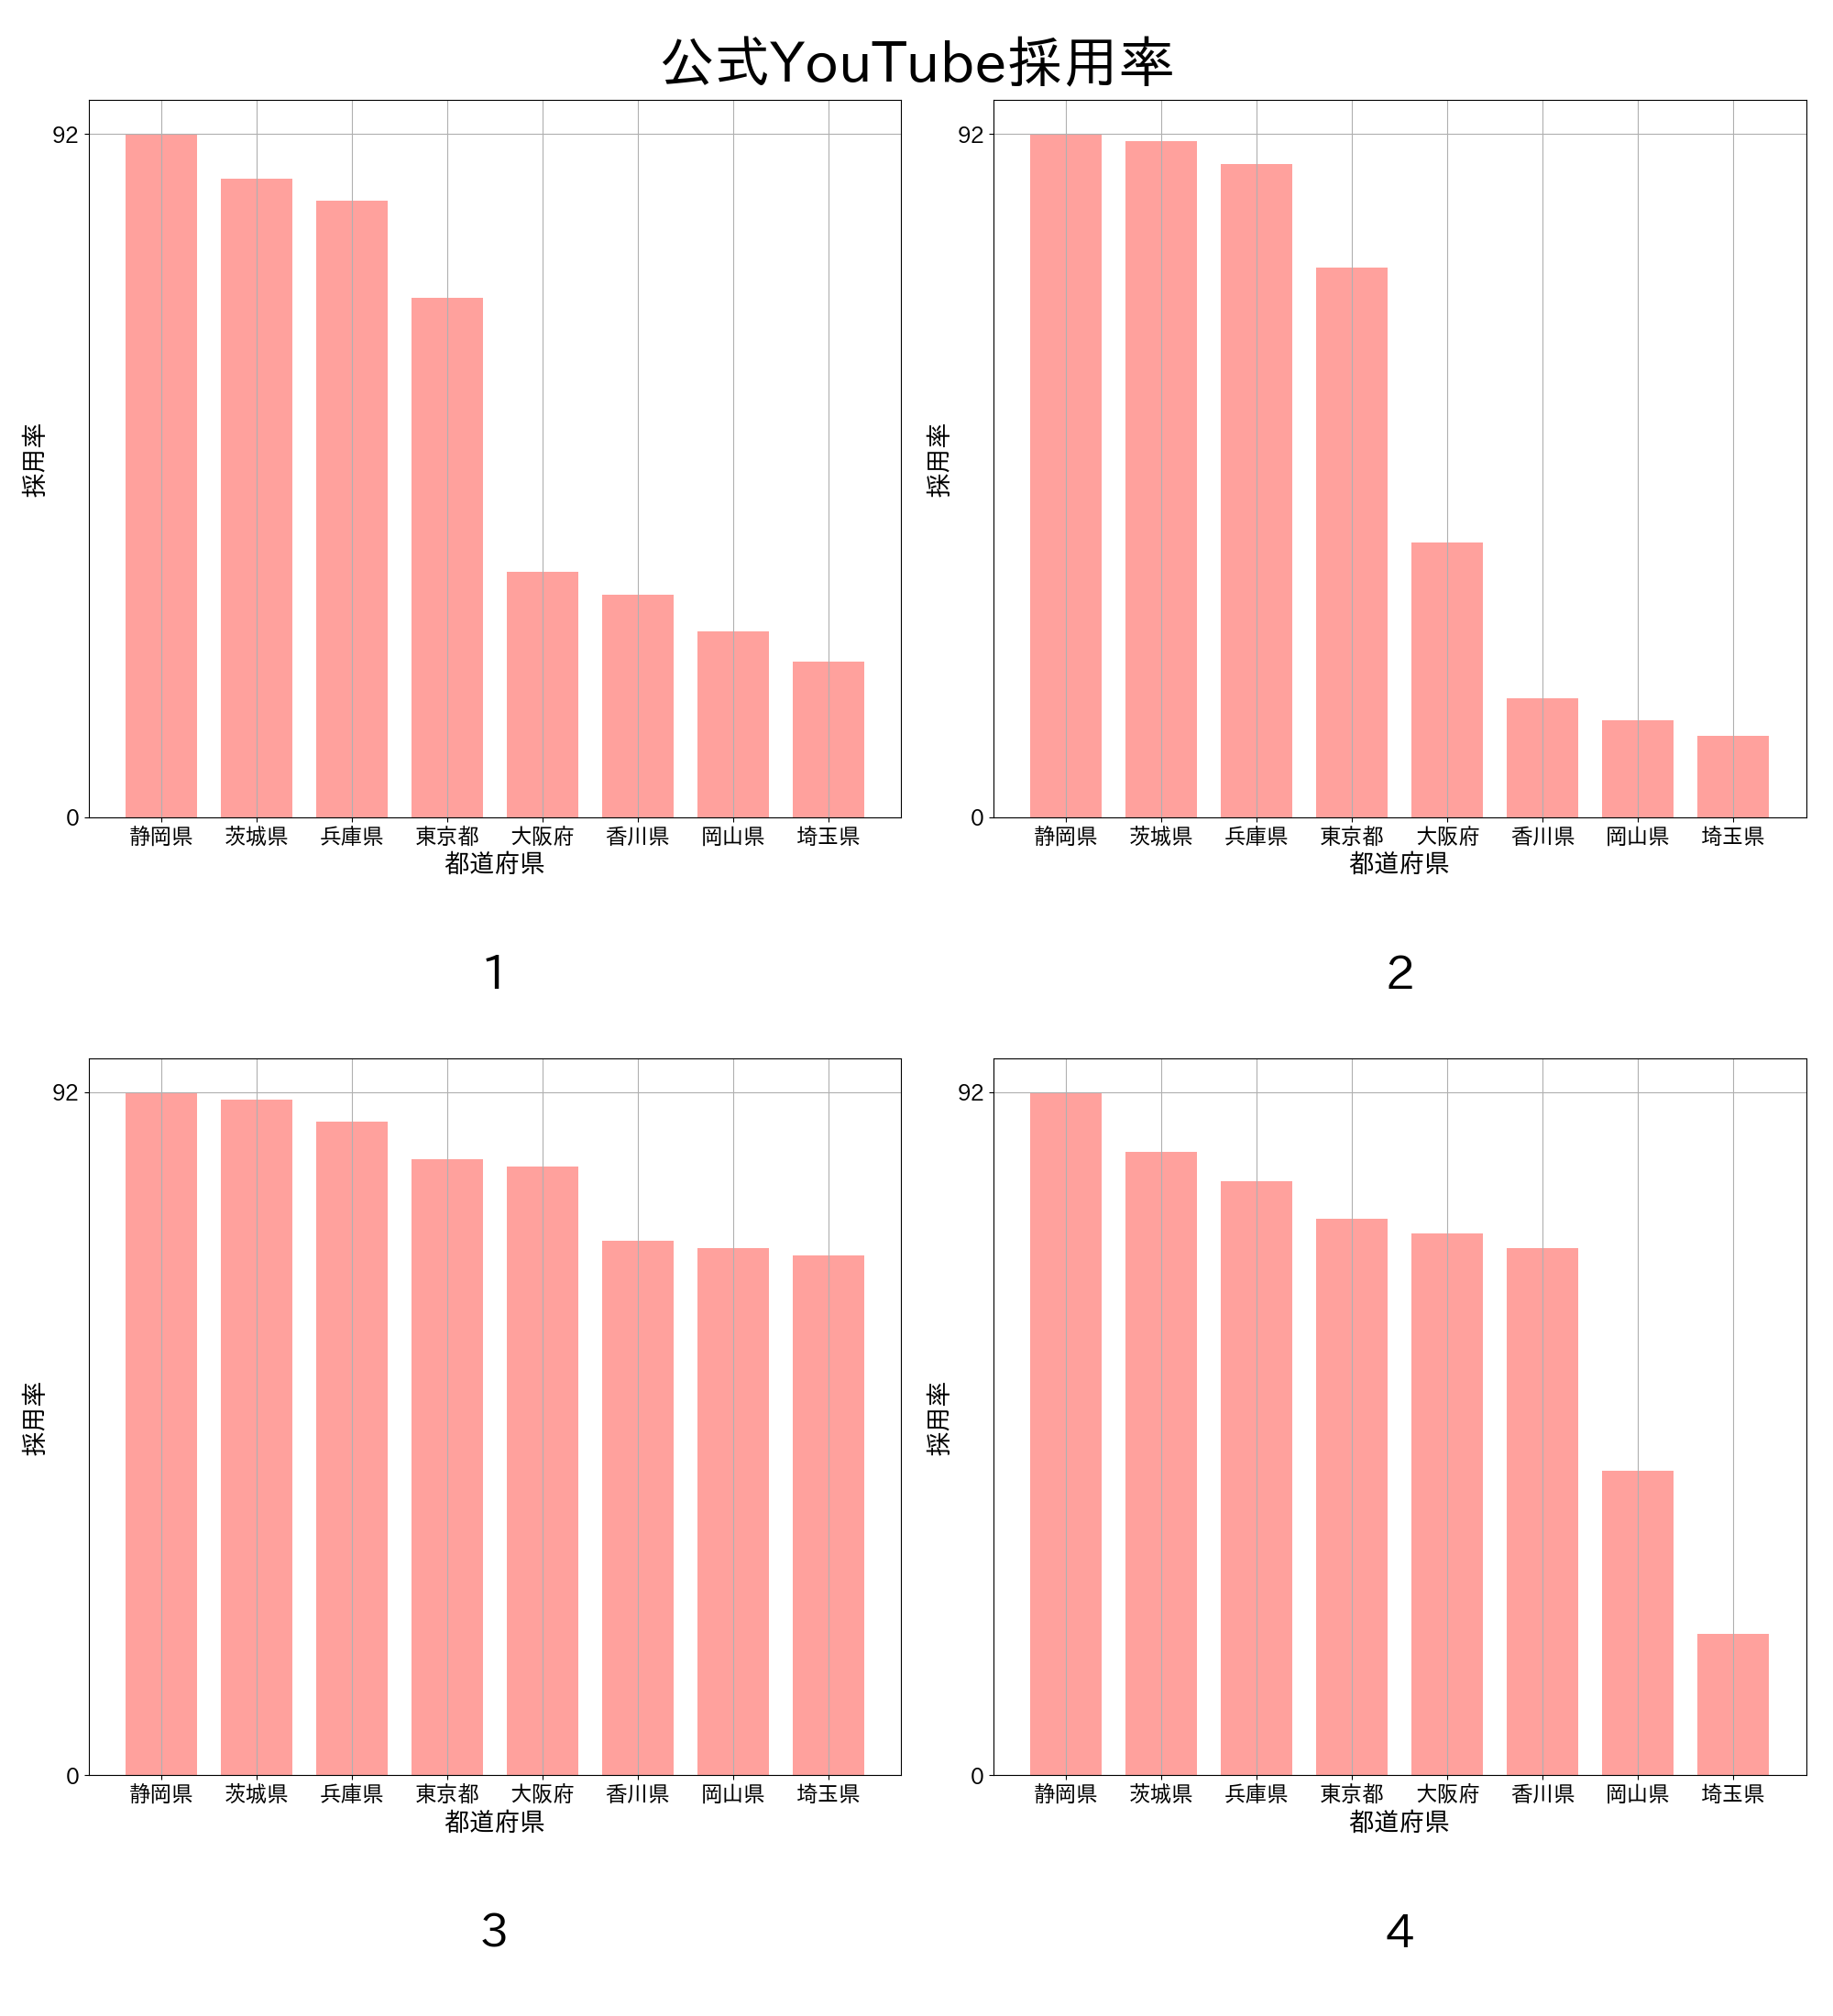 公式YouTube採用率
92
採用率
0
静岡県 茨城県 兵庫県 東京都 大阪府 香川県 岡山県 埼玉県
都道府県
1
92
採用率
0
静岡県 茨城県 兵庫県 東京都 大阪府 香川県 岡山県 埼玉県
都道府県
2
92
採用率
0
静岡県 茨城県 兵庫県 東京都 大阪府 香川県 岡山県 埼玉県
都道府県
3
92
採用率
0
静岡県 茨城県 兵庫県 東京都 大阪府 香川県 岡山県 埼玉県
都道府県
4